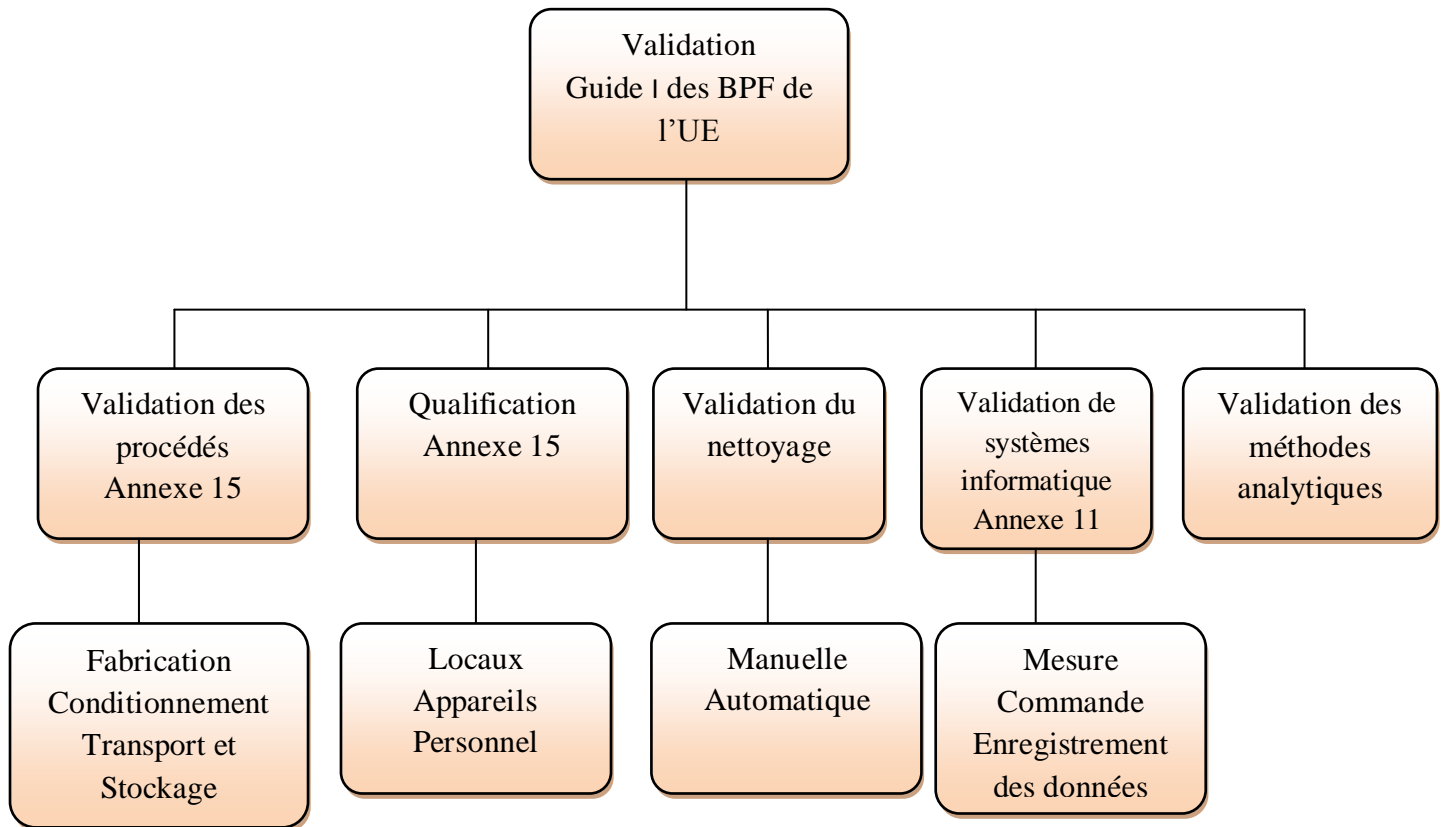 Validation
Guide I des BPF de
l’UE
Validation des
procédés
Annexe 15
Qualification
Annexe 15
Validation du
nettoyage
Validation de
systèmes
informatique
Annexe 11
Validation des
méthodes
analytiques
Fabrication
Conditionnement
Transport et
Stockage
Locaux
Appareils
Personnel
Manuelle
Automatique
Mesure
Commande
Enregistrement
des données